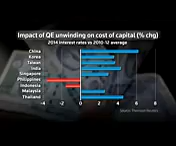 Impact of QE unwinding on cost of capital (% chg)
2014 interest rates vs 2010-12 average
China
Korea
Taiwan
India
Singapore
Philippines
Indonesia
Malaysia
Thailand
-4 -2 0 2 4 6 8